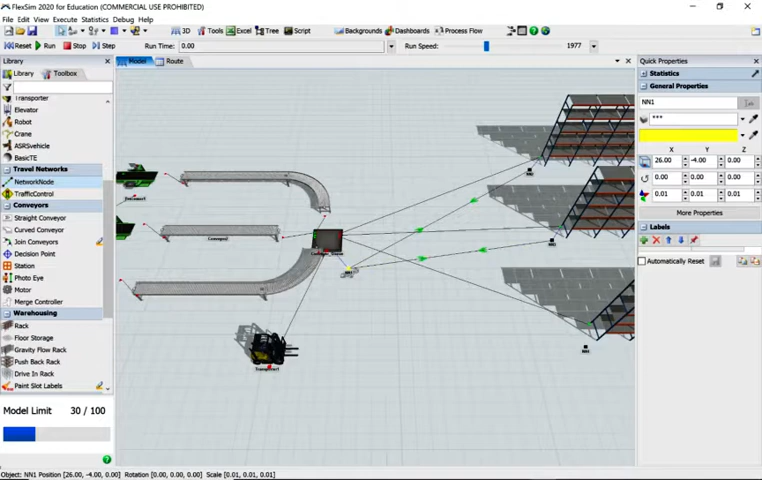 FlexSim 2020 for Education (COMMERCIAL USE PROHIBITED)
File Edit View Execute Statistics Debug Help
3D Tools Excel Tree Script Backgrounds Dashboards Process Flow
Reset Run Stop Step Run Time: 0.00 Run Speed: 1977
Library
Library Toolbox
Transporter
Elevator
Robot
Crane
ASRSvehicle
BasicTE
Travel Networks
NetworkNode
TrafficControl
Conveyors
Straight Conveyor
Curved Conveyor
Join Conveyors
Decision Point
Station
Photo Eye
Motor
Merge Controller
Warehousing
Rack
Floor Storage
Gravity Flow Rack
Push Back Rack
Drive In Rack
Paint Slot Labels
Model Limit 30 / 100
Model Route
Quick Properties
Statistics
General Properties
NN1
***
X Y Z
26.00 -4.00 0.00
0.00 0.00 0.00
0.01 0.01 0.01
More Properties
Labels
Automatically Reset
Object: NN1 Position [26.00, -4.00, 0.00] Rotation [0.00, 0.00, 0.00] Scale [0.01, 0.01, 0.01]